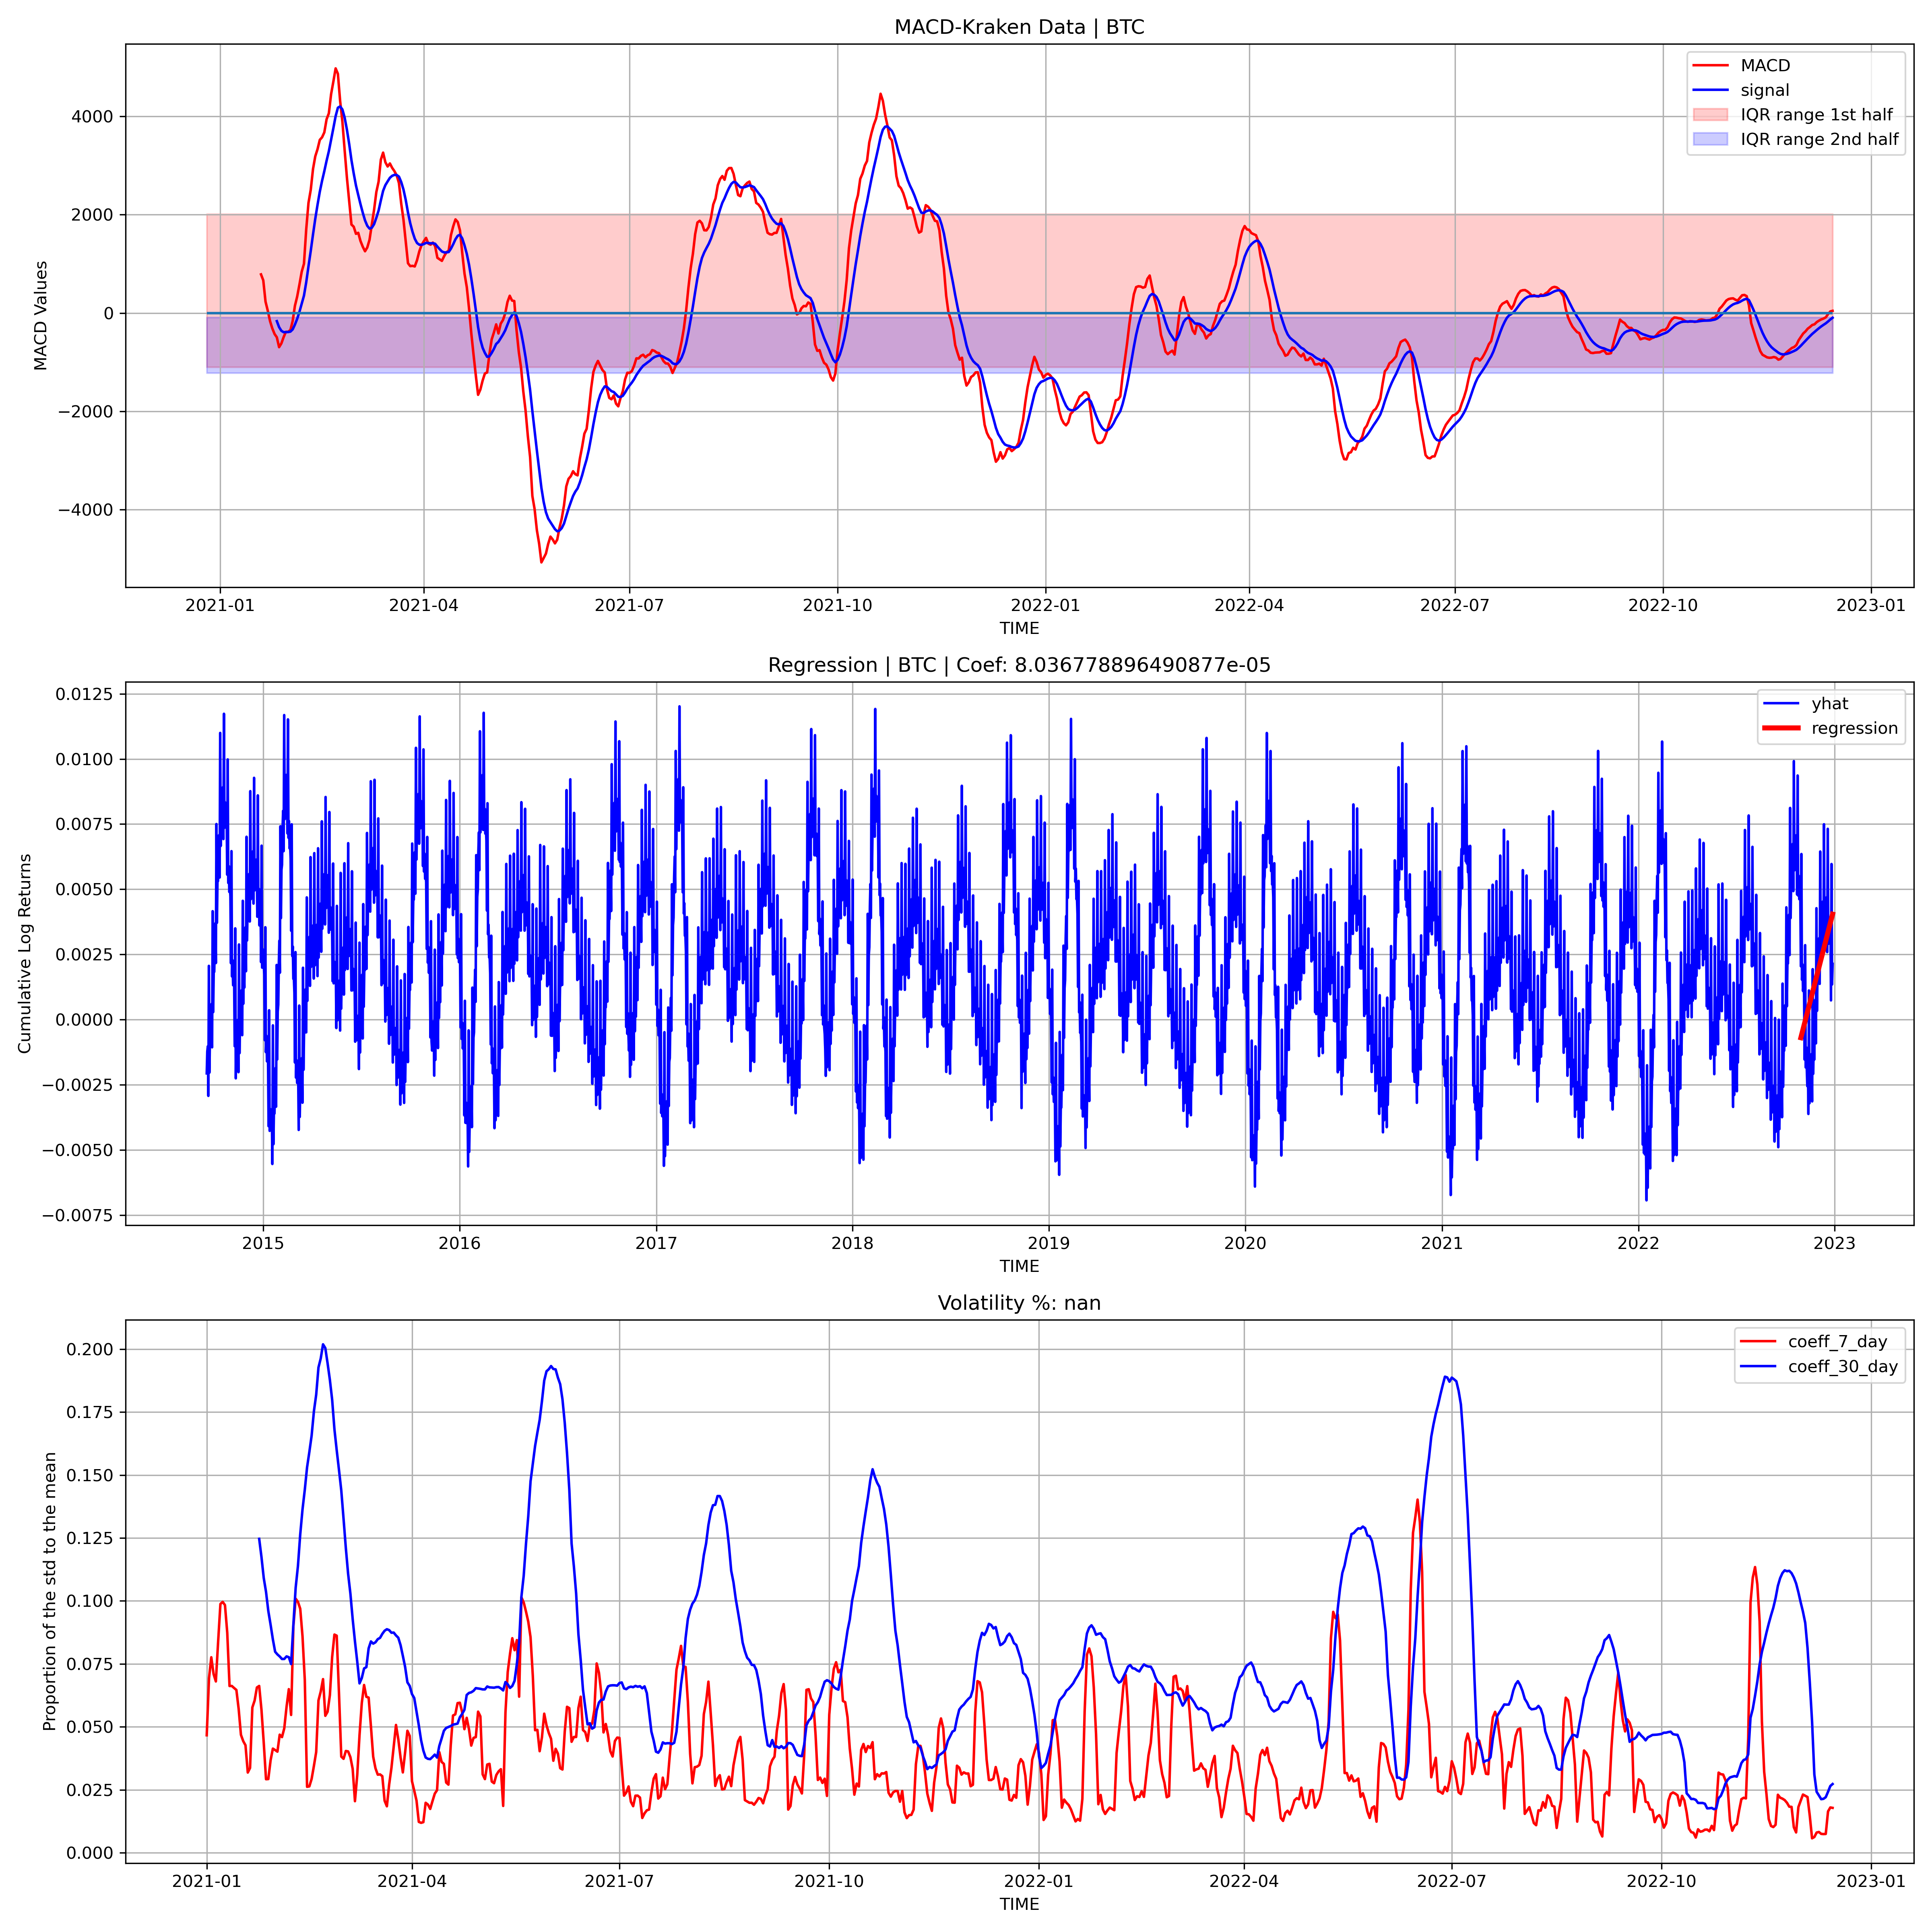 MACD-Kraken Data | BTC
MACD
signal
IQR range 1st half
IQR range 2nd half
MACD Values
4000
2000
0
−2000
−4000
2021-01 2021-04 2021-07 2021-10 2022-01 2022-04 2022-07 2022-10 2023-01
TIME
Regression | BTC | Coef: 8.036778896490877e-05
yhat
regression
Cumulative Log Returns
0.0125
0.0100
0.0075
0.0050
0.0025
0.0000
−0.0025
−0.0050
−0.0075
2015 2016 2017 2018 2019 2020 2021 2022 2023
TIME
Volatility %: nan
coeff_7_day
coeff_30_day
Proportion of the std to the mean
0.200
0.175
0.150
0.125
0.100
0.075
0.050
0.025
0.000
2021-01 2021-04 2021-07 2021-10 2022-01 2022-04 2022-07 2022-10 2023-01
TIME